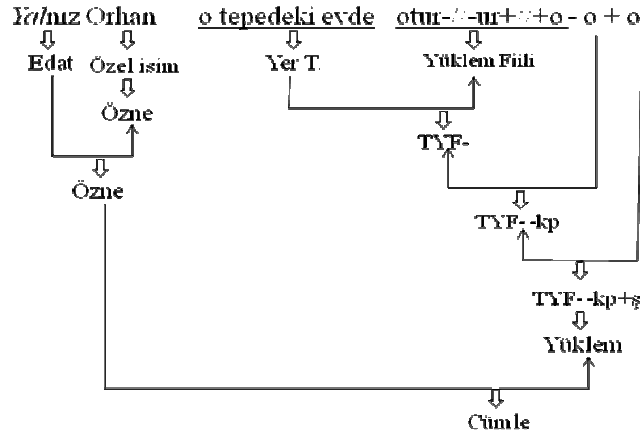 Yalnız Orhan o tepedeki evde otur- -ur+ +o - o + o
Edat Özel isim Yer T. Yüklem Fiili
Özne
TYF-
Özne
TYF- -kp
TYF- -kp+ş
Yüklem
Cümle